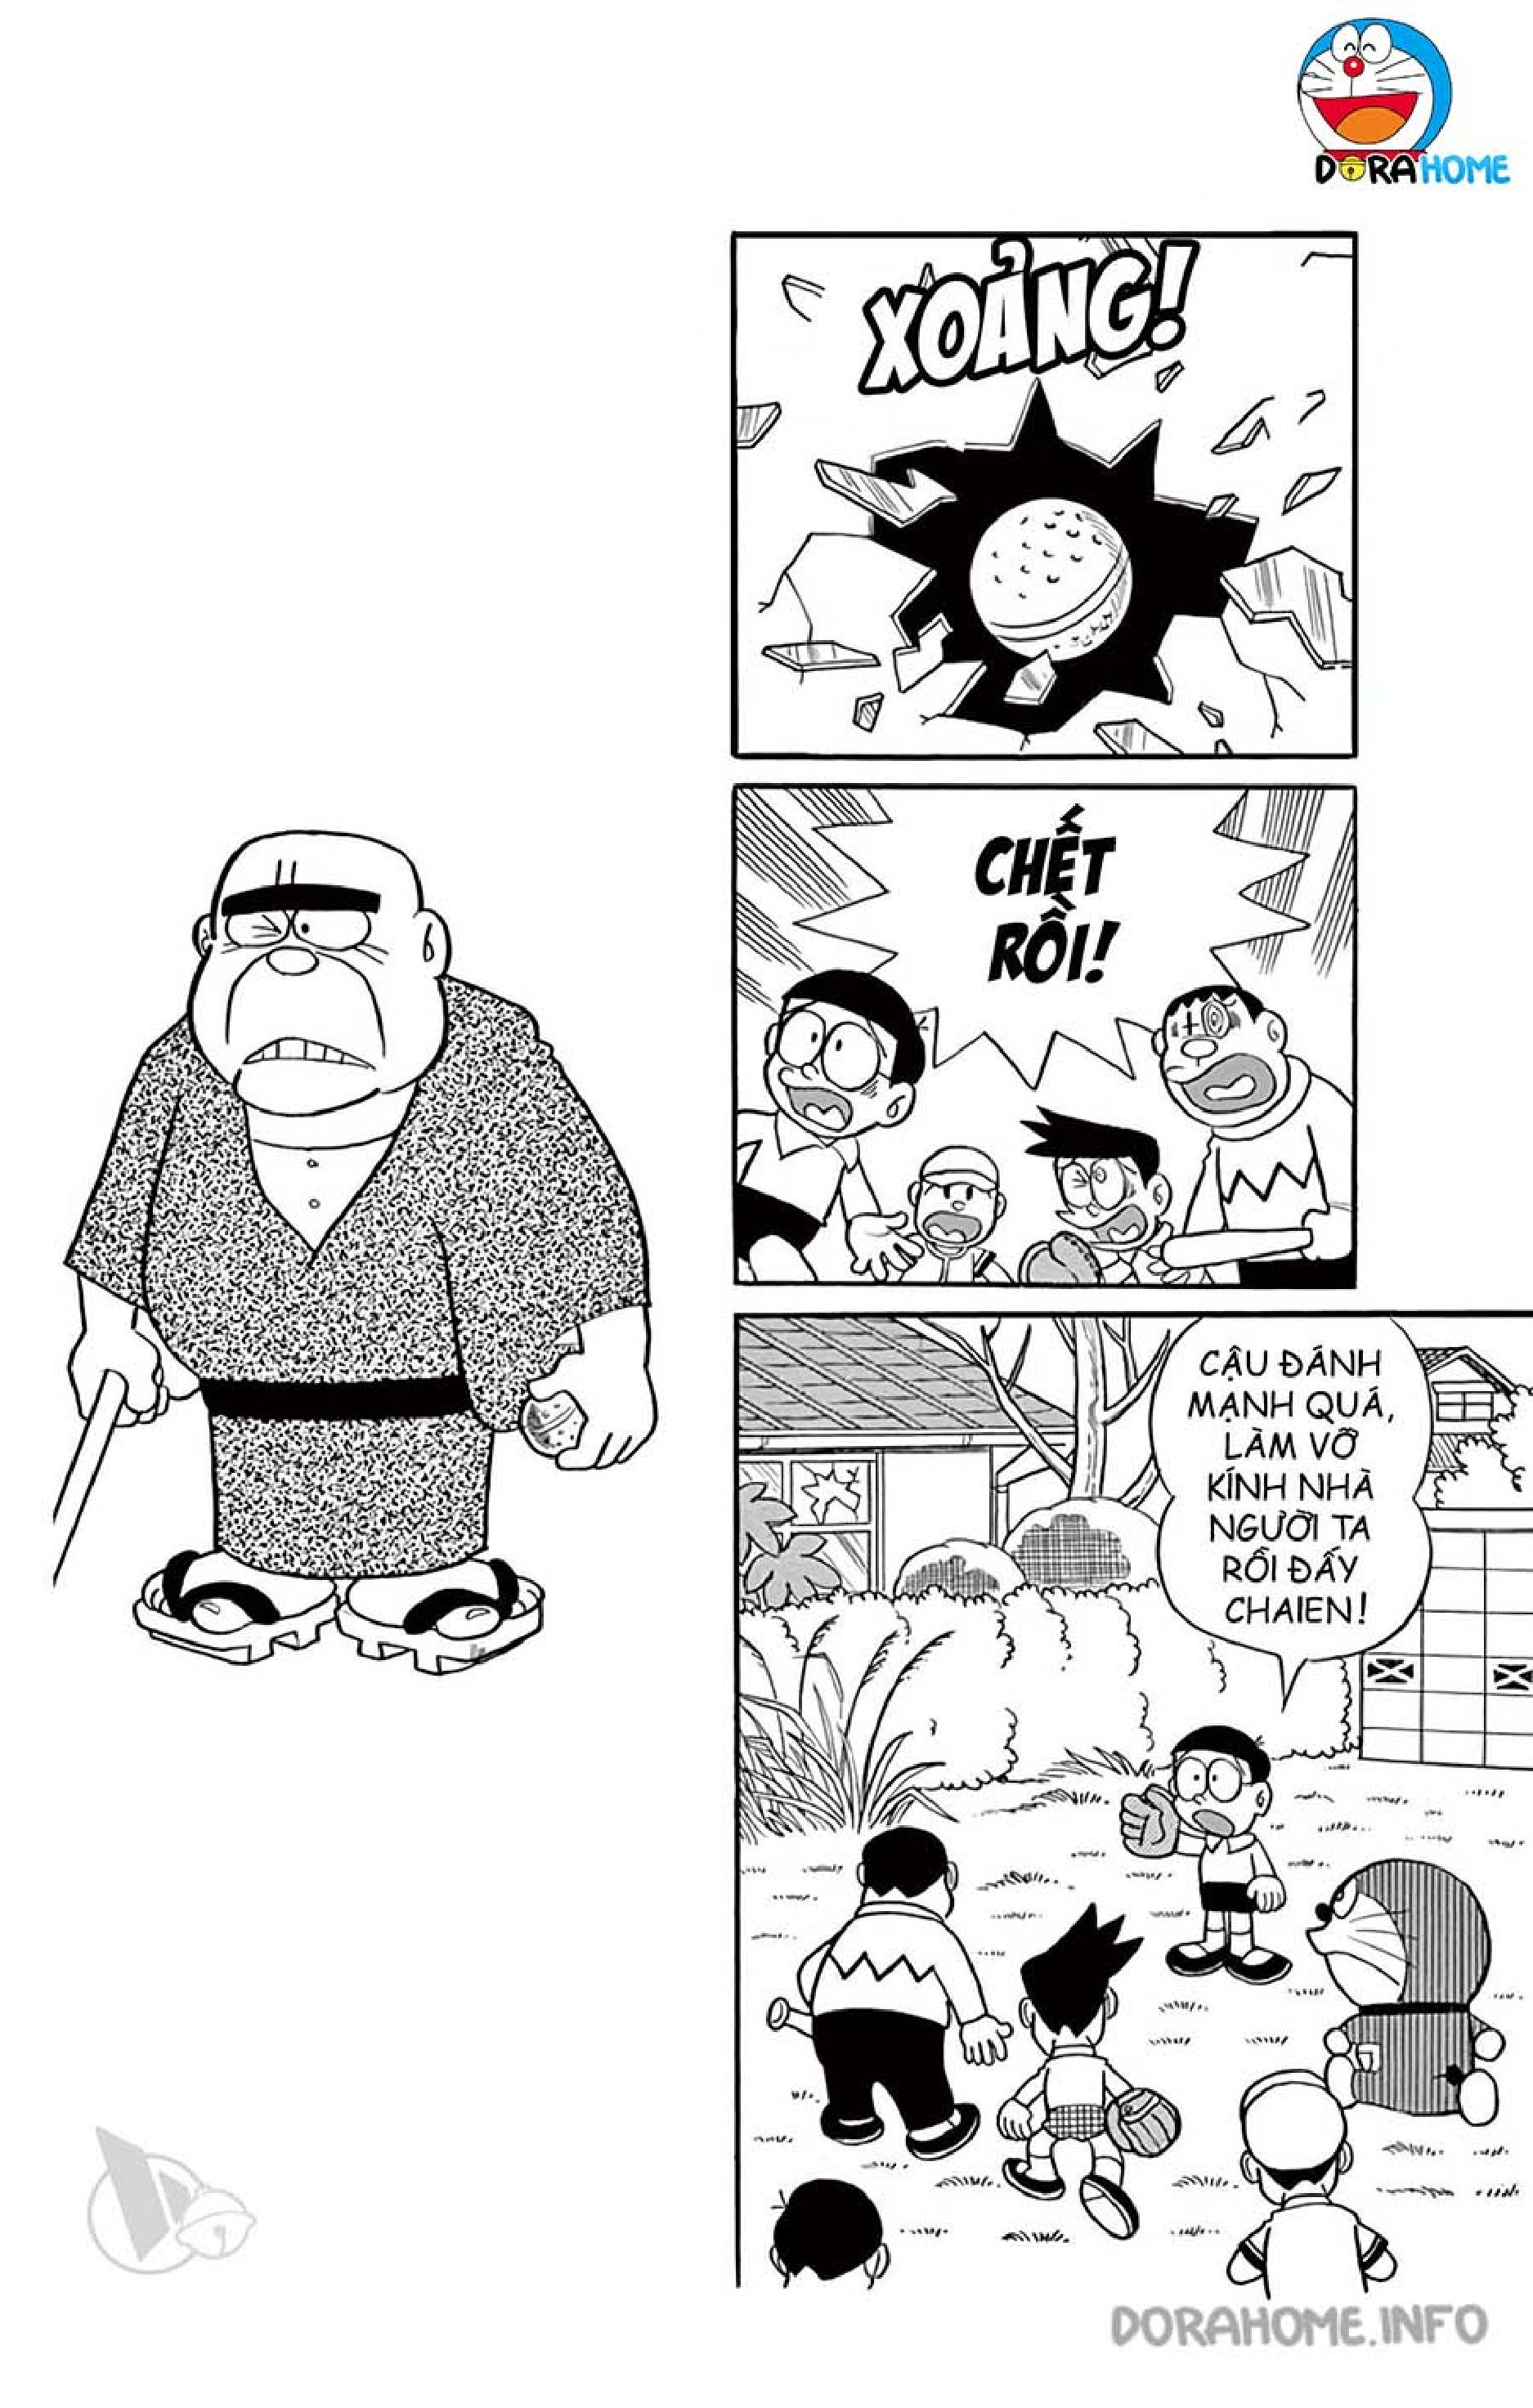 DORAHOME
XOẢNG!
CHẾT
RỒI!
CẬU ĐÁNH
MẠNH QUÁ,
LÀM VỠ
KÍNH NHÀ
NGƯỜI TA
RỒI ĐẤY
CHAIEN!
DORAHOME.INFO